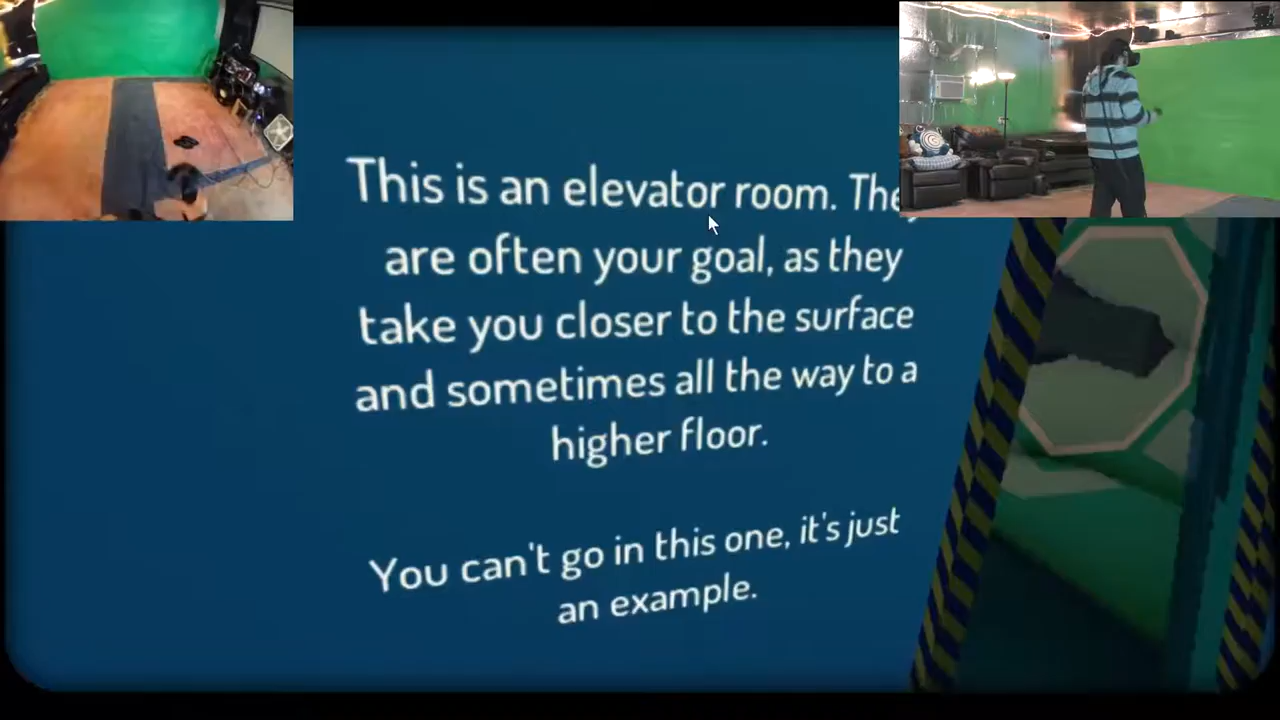 This is an elevator room. The
are often your goal, as they
take you closer to the surface
and sometimes all the way to a
higher floor.
You can't go in this one, it's just
an example.